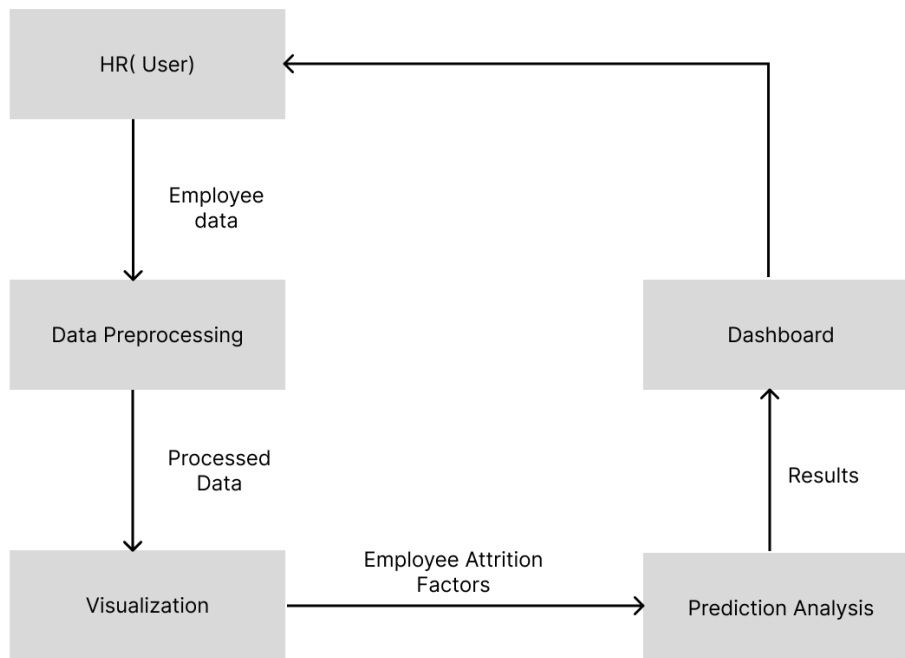 HR( User)
Employee
data
Data Preprocessing
Dashboard
Processed
Data
Results
Employee Attrition
Factors
Visualization
Prediction Analysis